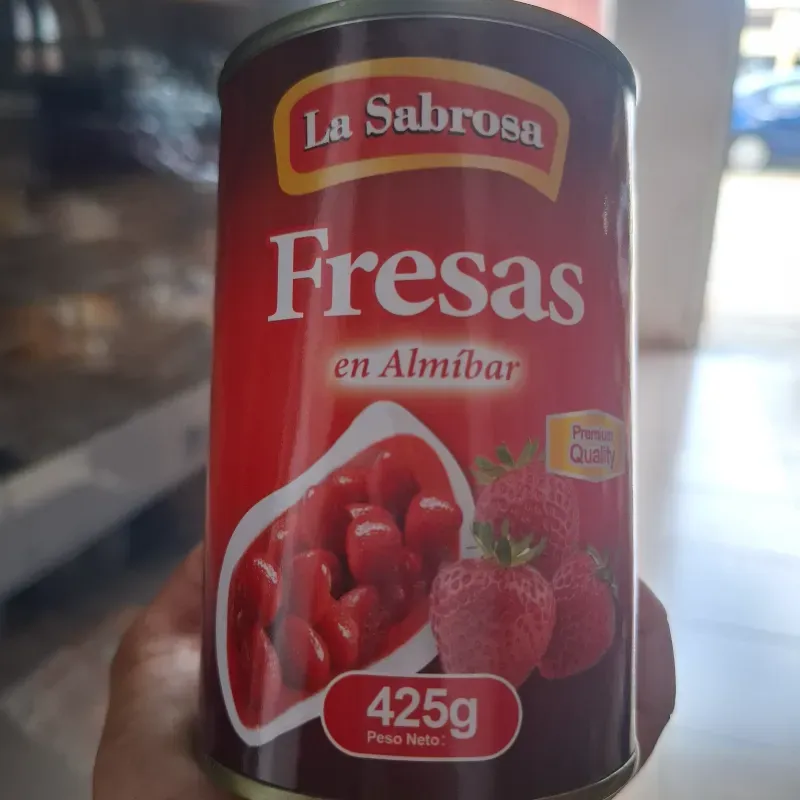 La Sabrosa
Fresas
en Almíbar
Premium
Quality
425g
Peso Neto: